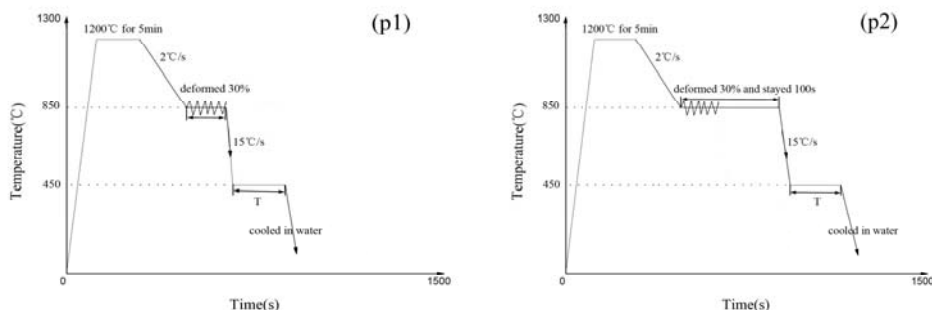 1300
(p1)
1200℃ for 5min
2℃/s
deformed 30%
850
15℃/s
450
T
cooled in water
0
1500
Time(s)
Temperature(℃)
1300
(p2)
1200℃ for 5min
2℃/s
deformed 30% and stayed 100s
850
15℃/s
450
T
cooled in water
0
1500
Time(s)
Temperature(℃)